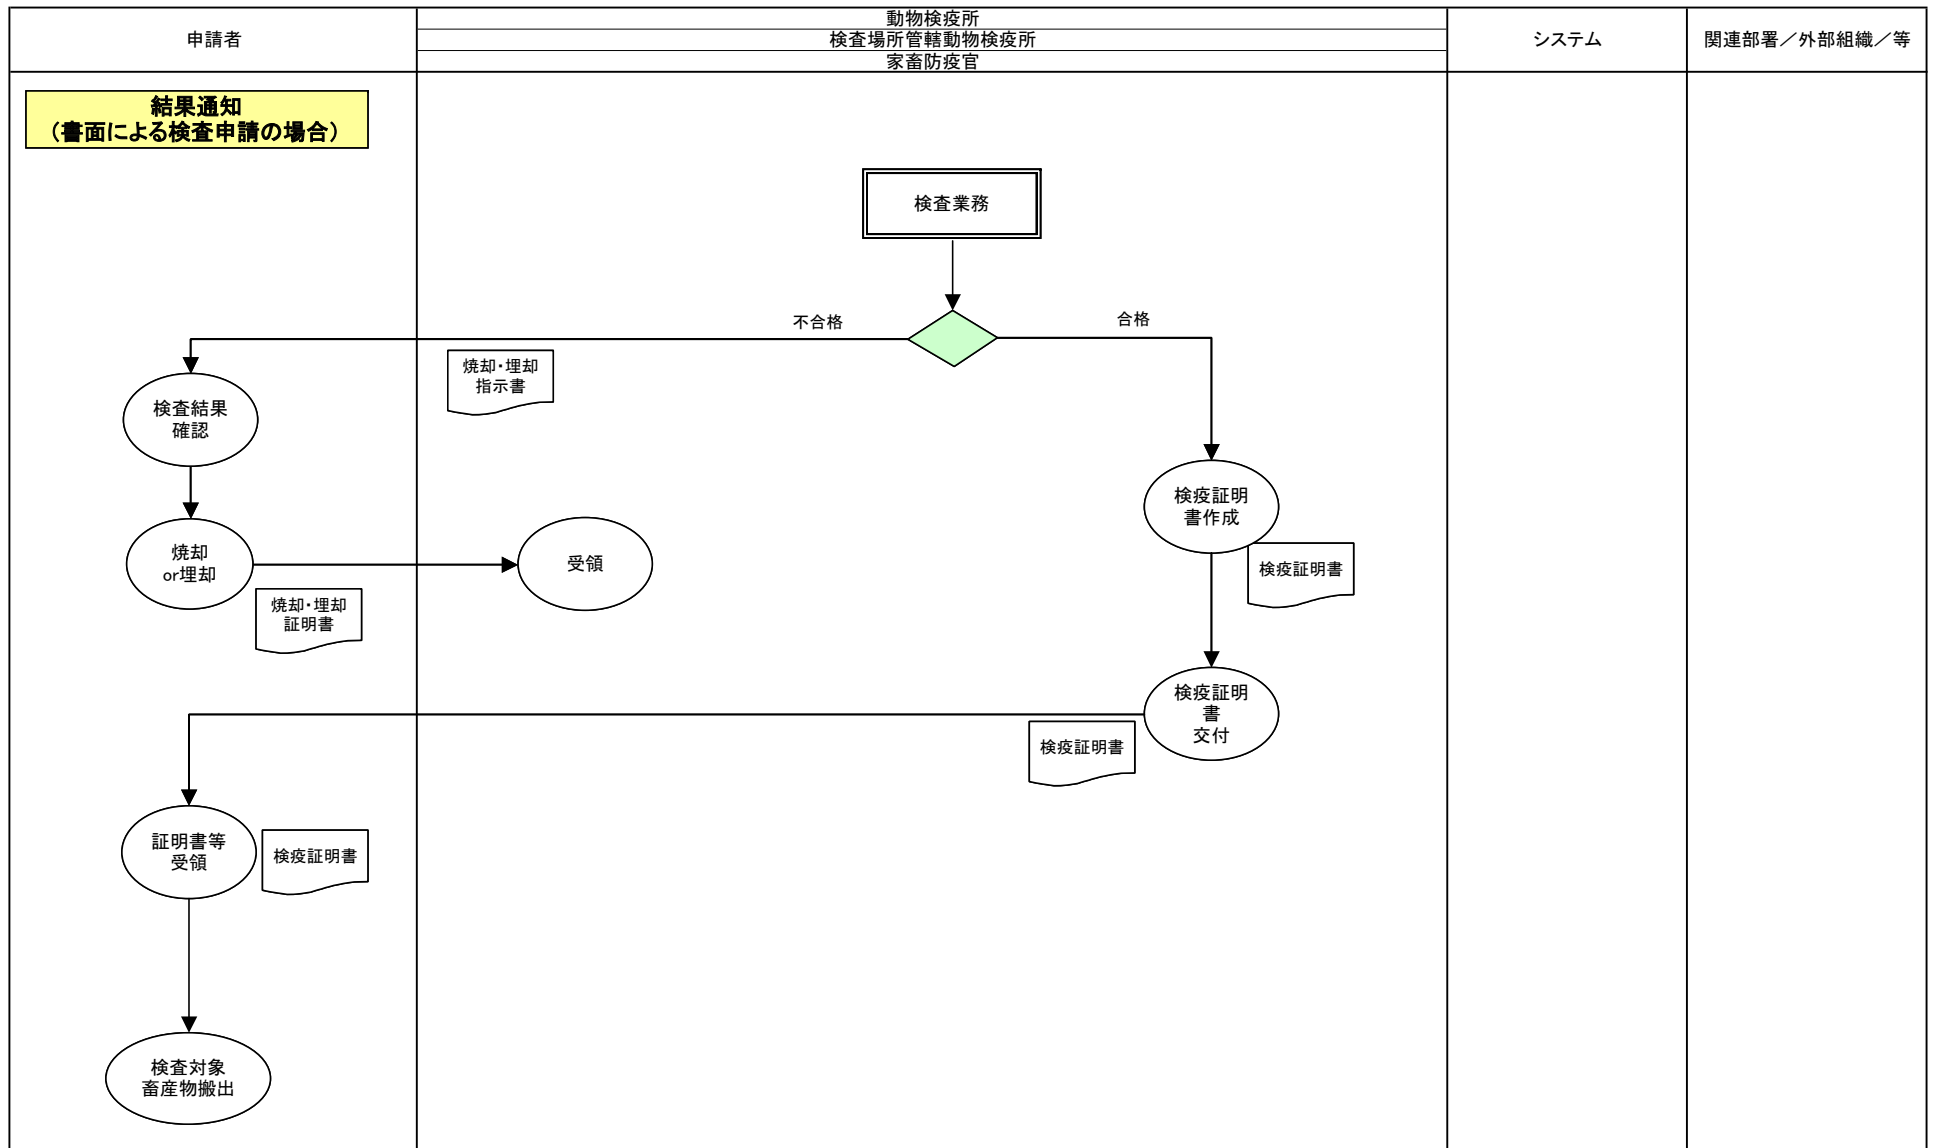 申請者
動物検疫所
検査場所管轄動物検疫所
家畜防疫官
システム
関連部署／外部組織／等
結果通知
（書面による検査申請の場合）
検査業務
不合格
合格
焼却・埋却
指示書
検査結果
確認
検疫証明
書作成
焼却
or埋却
受領
検疫証明書
焼却・埋却
証明書
検疫証明
書
交付
検疫証明書
証明書等
受領
検疫証明書
検査対象
畜産物搬出